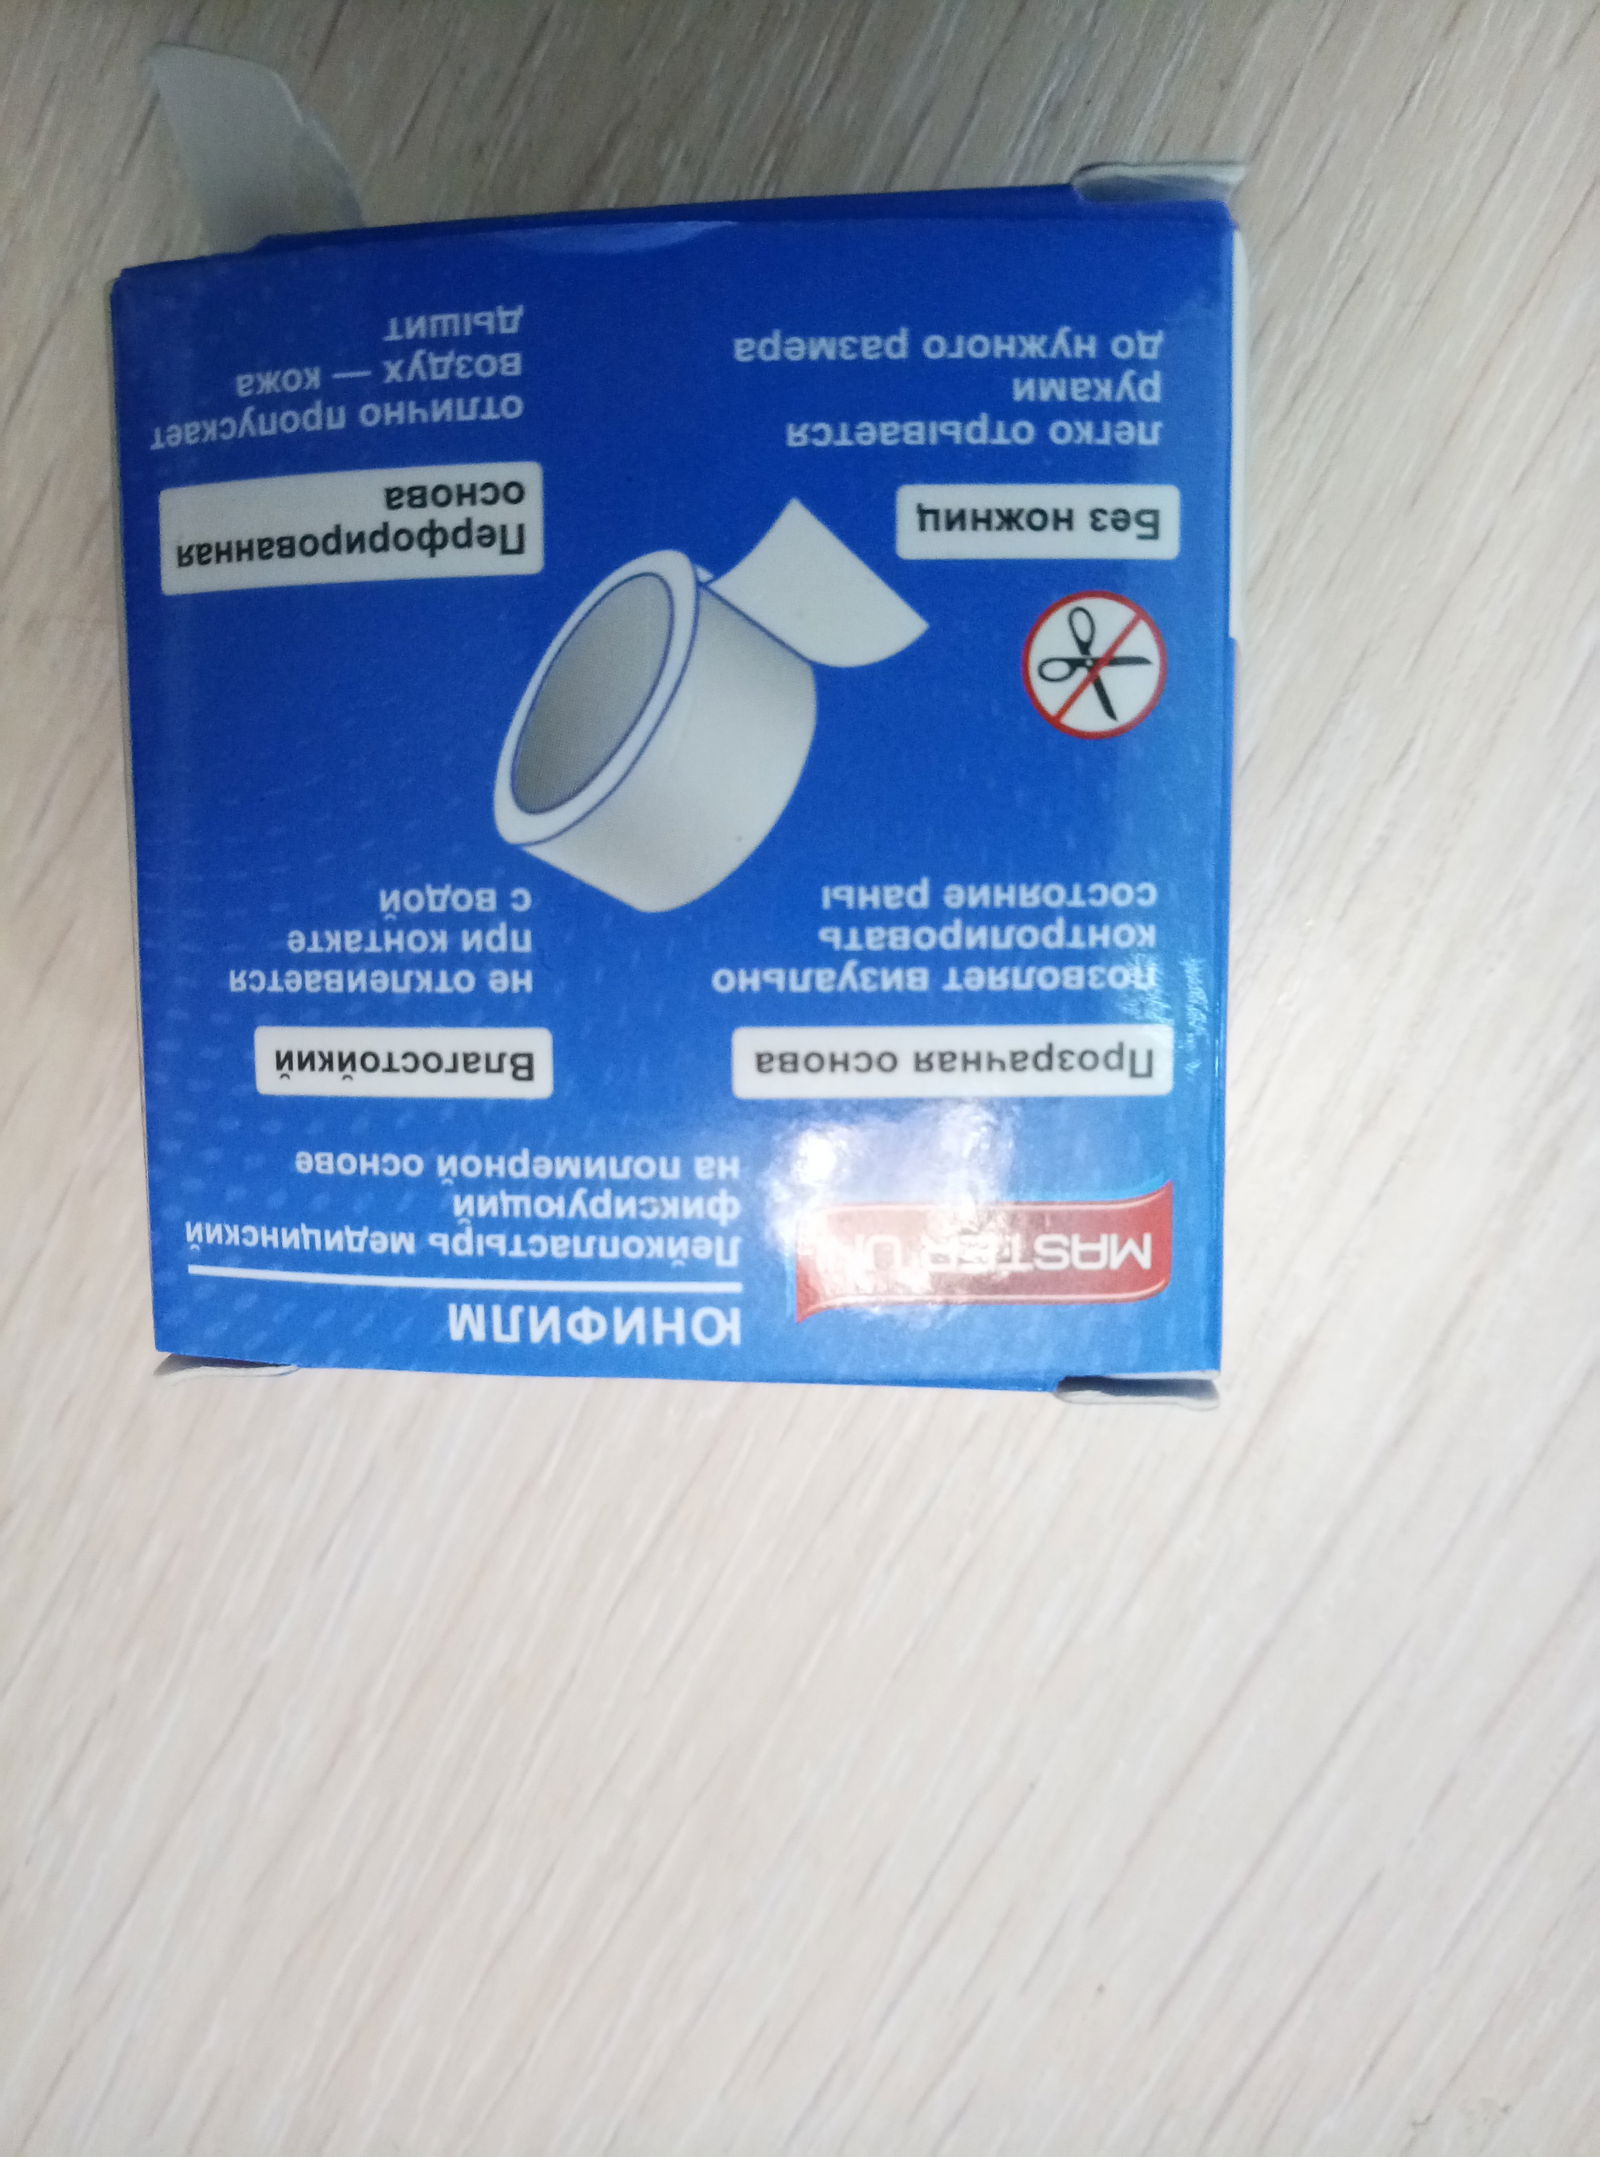 MASTER UNI
ЮНИФИЛМ
Лейкопластырь медицинский
фиксирующий
на полимерной основе
Прозрачная основа
позволяет визуально
контролировать
состояние раны
Влагостойкий
не отклеивается
при контакте
с водой
Без ножниц
легко отрывается
руками
до нужного размера
Перфорированная
основа
отлично пропускает
воздух — кожа
дышит